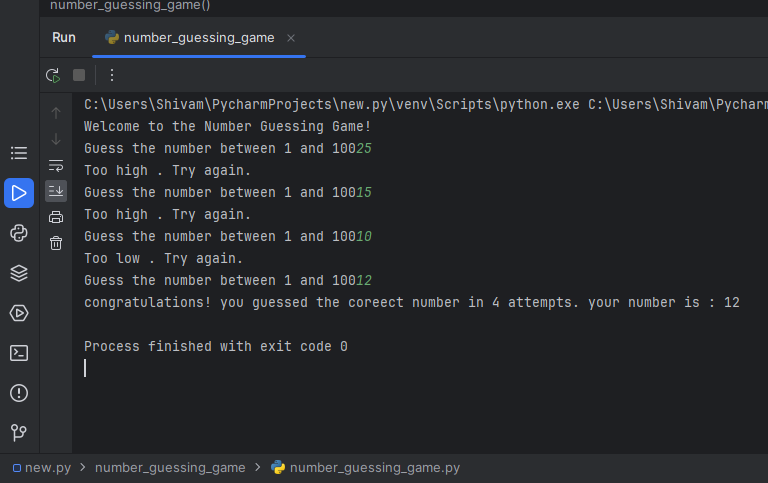 number_guessing_game()
Run number_guessing_game
C:\Users\Shivam\PycharmProjects\new.py\venv\Scripts\python.exe C:\Users\Shivam\Pycharm
Welcome to the Number Guessing Game!
Guess the number between 1 and 10025
Too high . Try again.
Guess the number between 1 and 10015
Too high . Try again.
Guess the number between 1 and 10010
Too low . Try again.
Guess the number between 1 and 10012
congratulations! you guessed the coreect number in 4 attempts. your number is : 12
Process finished with exit code 0
new.py > number_guessing_game > number_guessing_game.py